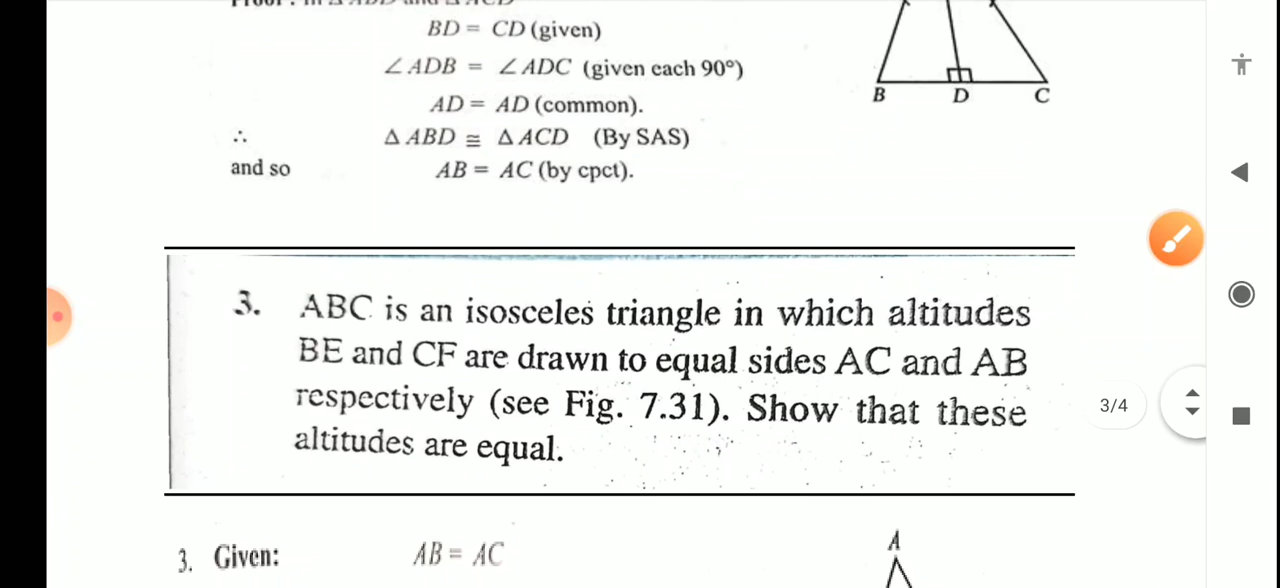 BD = CD (given)
∠ADB = ∠ADC (given each 90°)
AD = AD (common).
∴ ΔABD ≅ ΔACD (By SAS)
and so AB = AC (by cpct).
B D C
3. ABC is an isosceles triangle in which altitudes
BE and CF are drawn to equal sides AC and AB
respectively (see Fig. 7.31). Show that these
altitudes are equal.
3/4
3. Given: AB = AC
A